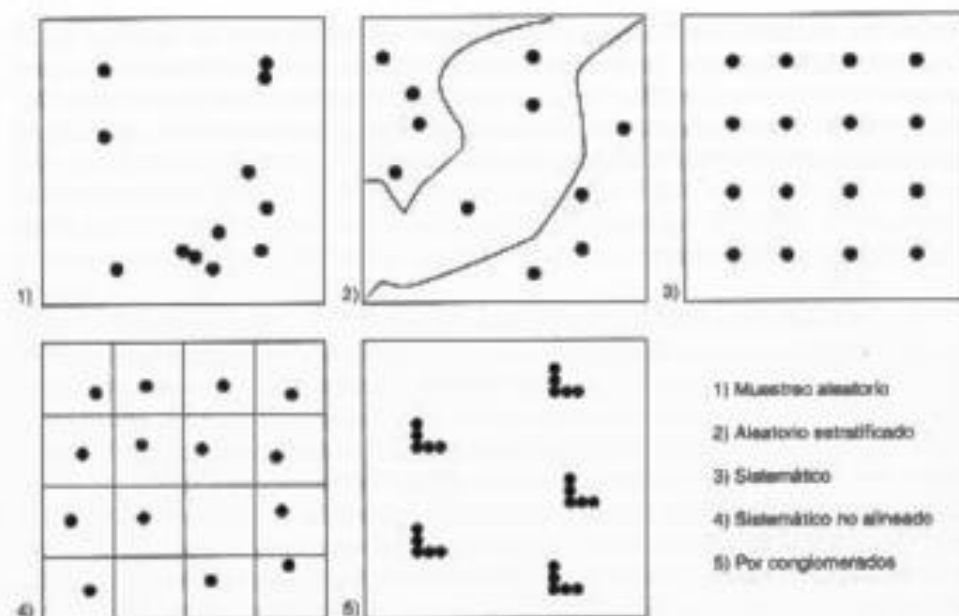 1)
2)
3)
4)
5)
1) Muestreo aleatorio
2) Aleatorio estratificado
3) Sistemático
4) Sistemático no alineado
5) Por conglomerados